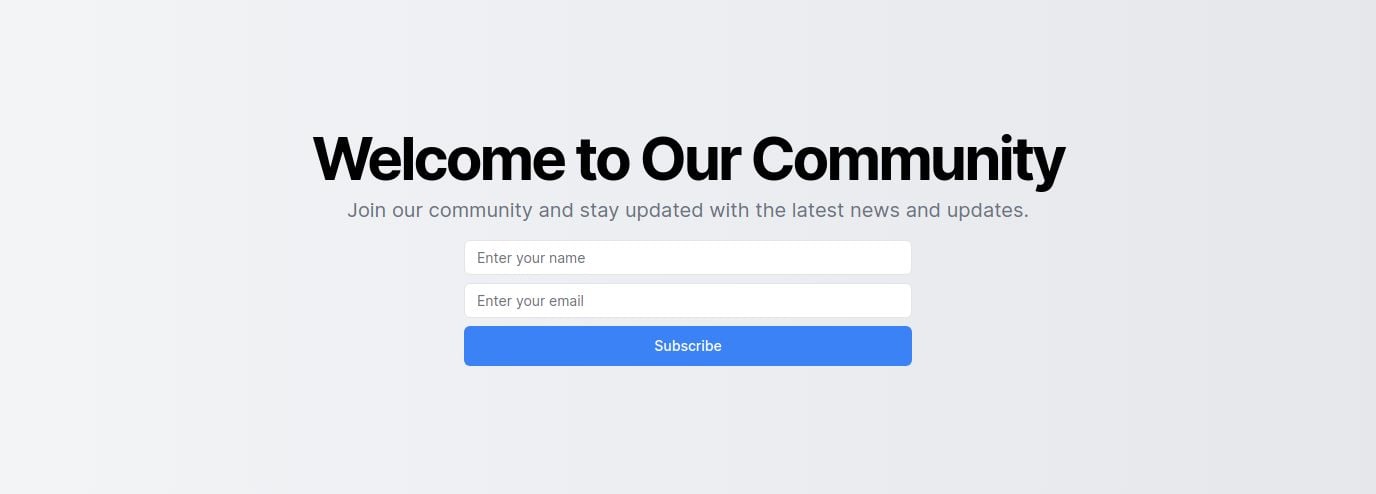 Welcome to Our Community
Join our community and stay updated with the latest news and updates.
Enter your name
Enter your email
Subscribe